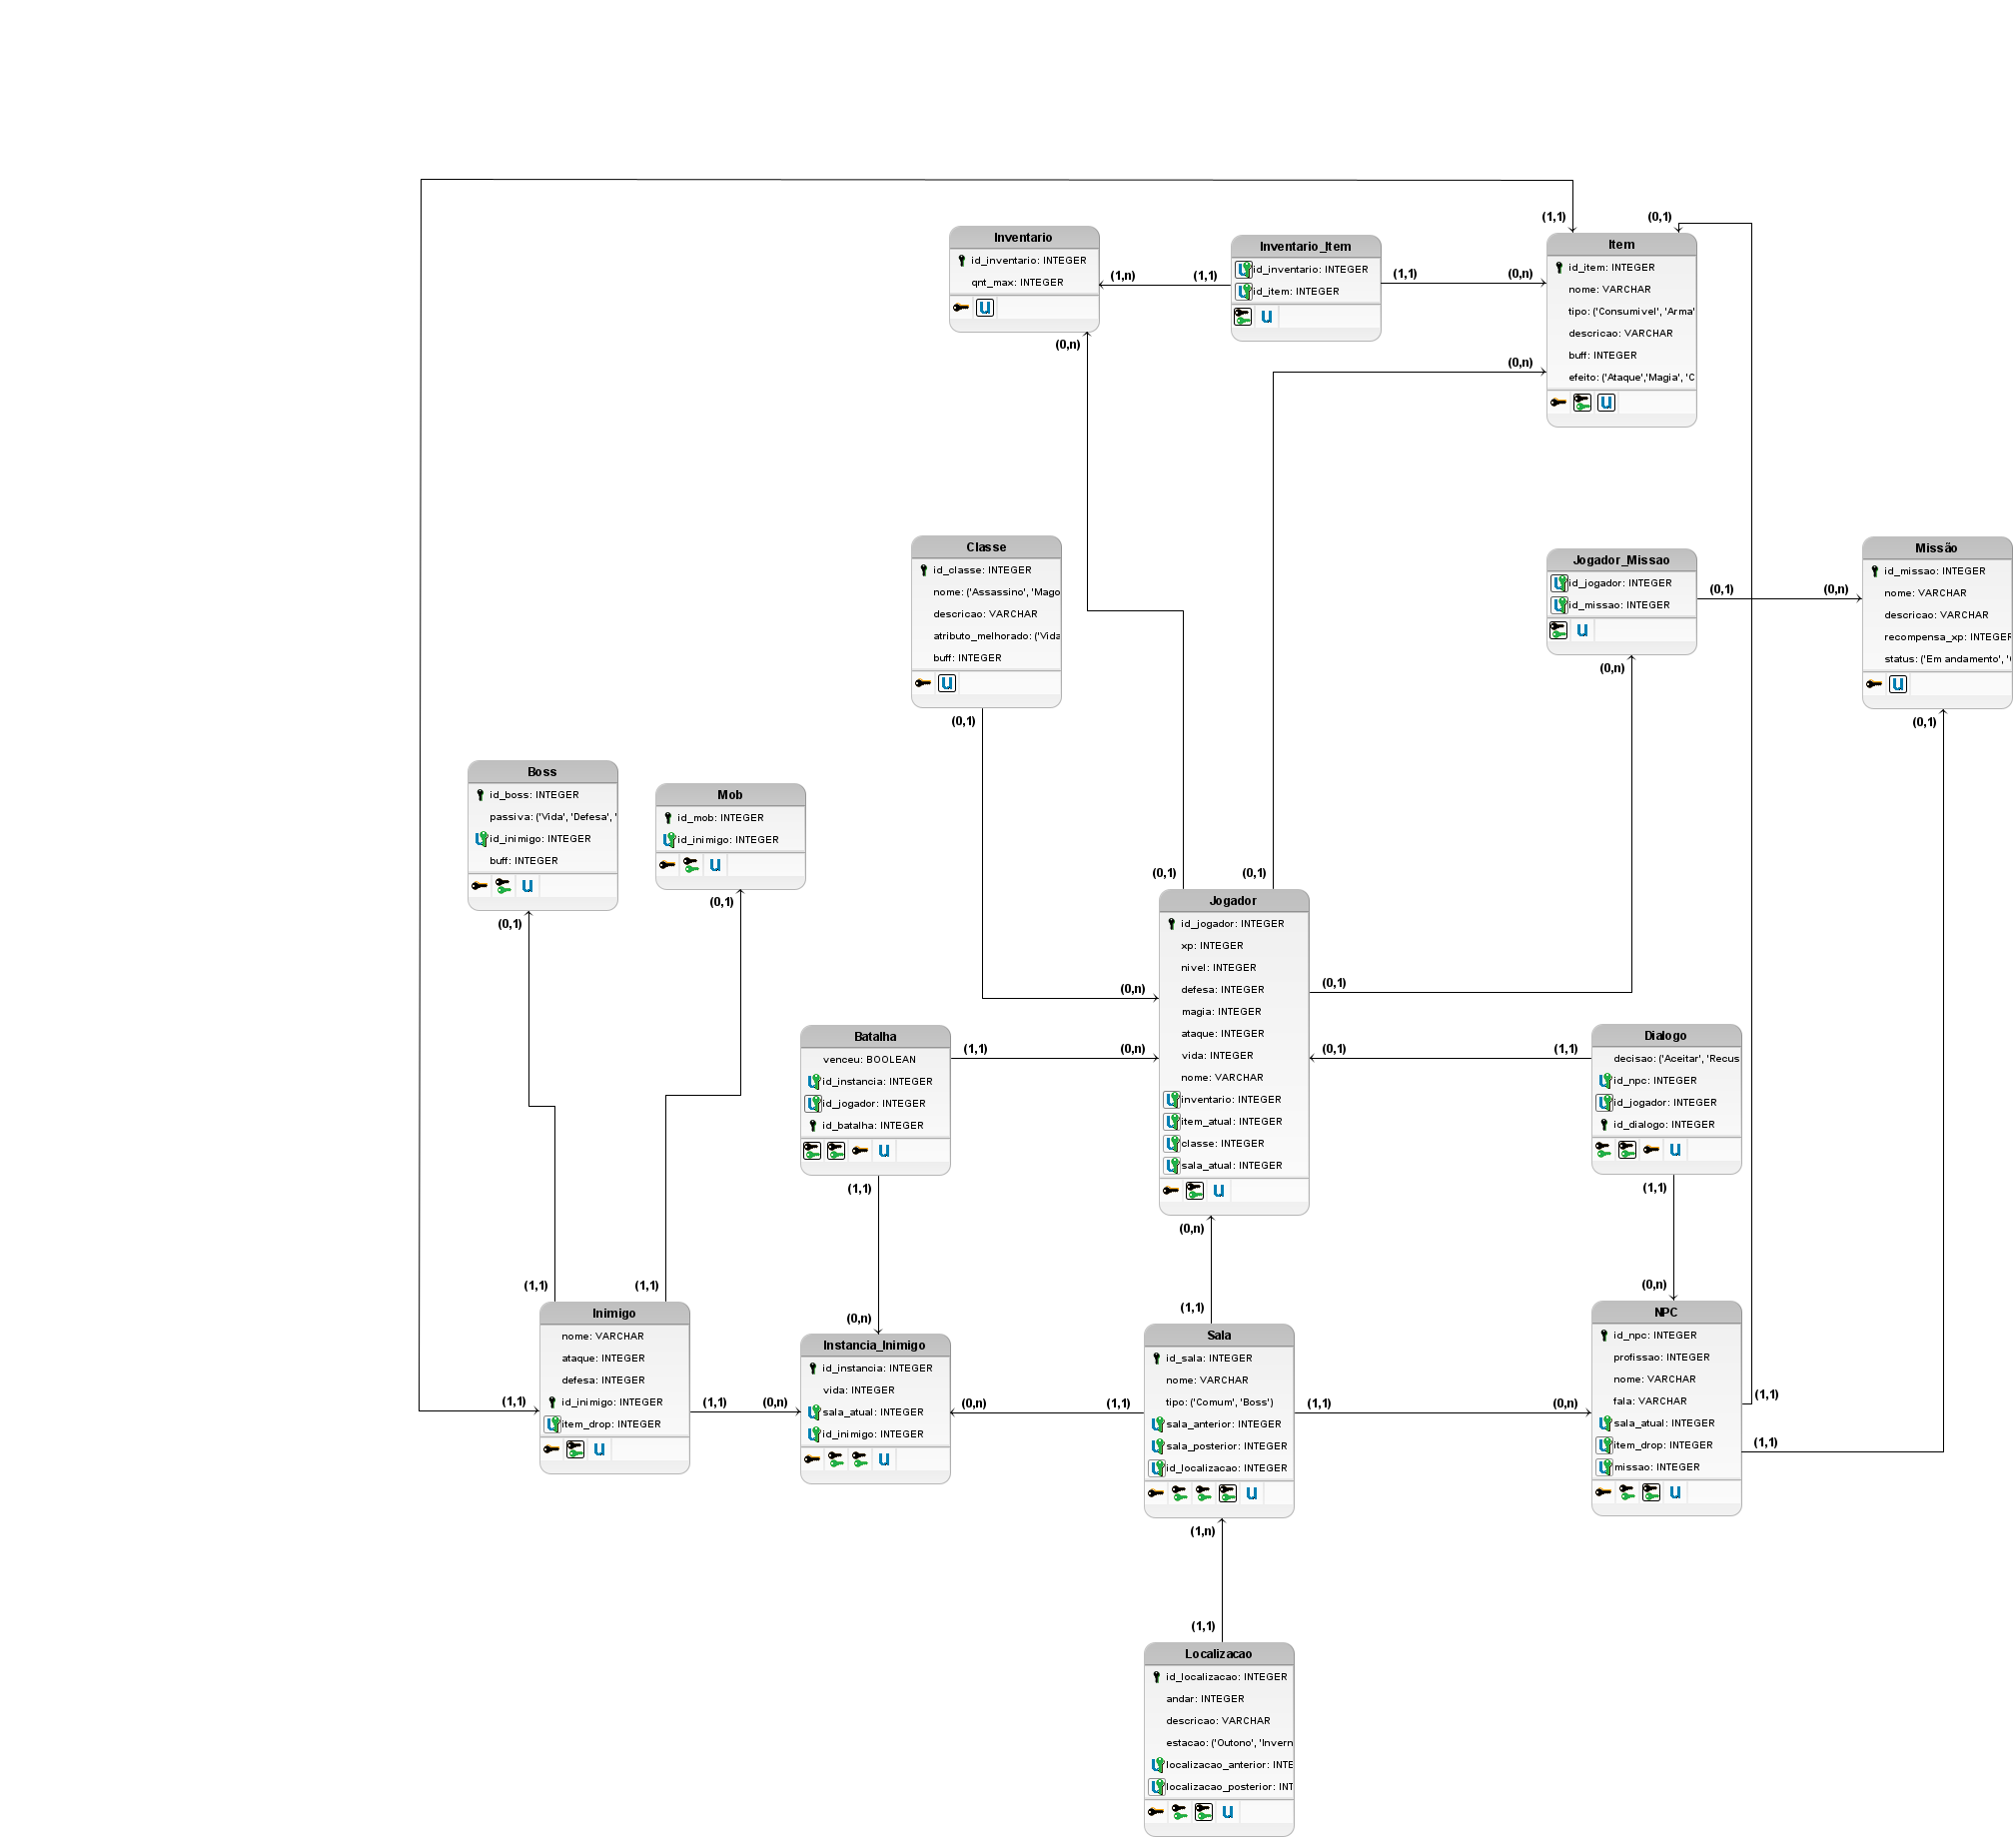 (1,1)
(0,1)
Inventario
id_inventario: INTEGER
qnt_max: INTEGER
(1,n)
(1,1)
(0,n)
Inventario_Item
id_inventario: INTEGER
id_item: INTEGER
(1,1)
(0,n)
(0,n)
Item
id_item: INTEGER
nome: VARCHAR
tipo: ('Consumivel', 'Arma'
descricao: VARCHAR
buff: INTEGER
efeito: ('Ataque','Magia', 'C
Classe
id_classe: INTEGER
nome: ('Assassino', 'Mago
descricao: VARCHAR
atributo_melhorado: ('Vida
buff: INTEGER
(0,1)
Jogador_Missao
id_jogador: INTEGER
id_missao: INTEGER
(0,1)
(0,n)
(0,n)
Missão
id_missao: INTEGER
nome: VARCHAR
descricao: VARCHAR
recompensa_xp: INTEGER
status: ('Em andamento', '
(0,1)
Boss
id_boss: INTEGER
passiva: ('Vida', 'Defesa', '
id_inimigo: INTEGER
buff: INTEGER
(0,1)
Mob
id_mob: INTEGER
id_inimigo: INTEGER
(0,1)
(0,1)
(0,1)
Jogador
id_jogador: INTEGER
xp: INTEGER
nivel: INTEGER
defesa: INTEGER
magia: INTEGER
ataque: INTEGER
vida: INTEGER
nome: VARCHAR
inventario: INTEGER
item_atual: INTEGER
classe: INTEGER
sala_atual: INTEGER
(0,n)
(0,1)
(0,n)
(0,1)
(0,n)
Batalha
venceu: BOOLEAN
id_instancia: INTEGER
id_jogador: INTEGER
id_batalha: INTEGER
(1,1)
(1,1)
(0,n)
Dialogo
decisao: ('Aceitar', 'Recus
id_npc: INTEGER
id_jogador: INTEGER
id_dialogo: INTEGER
(1,1)
(1,1)
(0,n)
(1,1)
(1,1)
Inimigo
nome: VARCHAR
ataque: INTEGER
defesa: INTEGER
id_inimigo: INTEGER
item_drop: INTEGER
(1,1)
(1,1)
(0,n)
Instancia_Inimigo
id_instancia: INTEGER
vida: INTEGER
sala_atual: INTEGER
id_inimigo: INTEGER
(0,n)
(1,1)
(1,1)
Sala
id_sala: INTEGER
nome: VARCHAR
tipo: ('Comum', 'Boss')
sala_anterior: INTEGER
sala_posterior: INTEGER
id_localizacao: INTEGER
(1,1)
(0,n)
(1,n)
NPC
id_npc: INTEGER
profissao: INTEGER
nome: VARCHAR
fala: VARCHAR
sala_atual: INTEGER
item_drop: INTEGER
missao: INTEGER
(1,1)
(1,1)
(1,1)
Localizacao
id_localizacao: INTEGER
andar: INTEGER
descricao: VARCHAR
estacao: ('Outono', 'Invern
localizacao_anterior: INTE
localizacao_posterior: INT